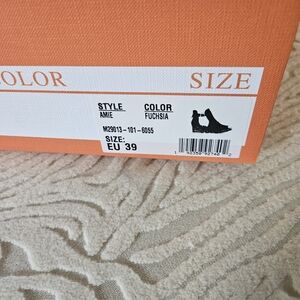 COLOR SIZE
STYLE COLOR
AMIE FUCHSIA
M29013-101-6055
SIZE:
EU 39